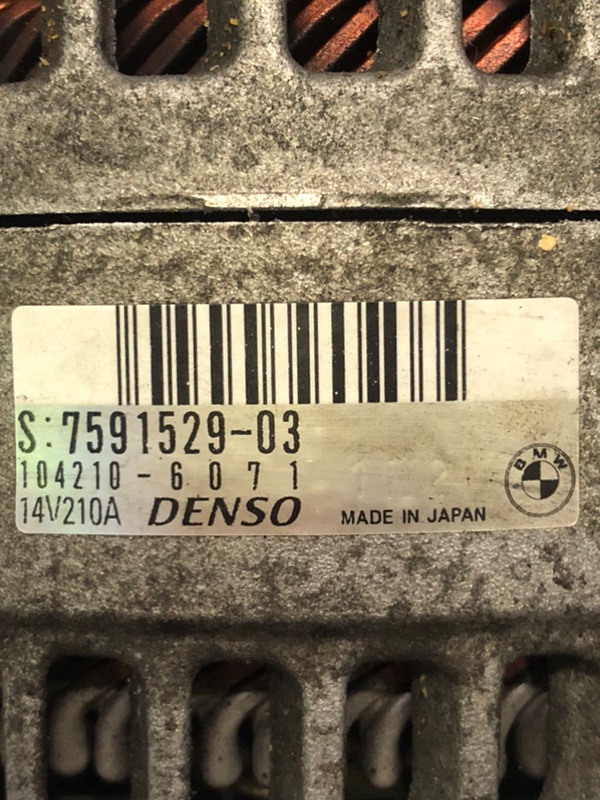 S:7591529-03
104210-6071
14V210A DENSO MADE IN JAPAN
BMW